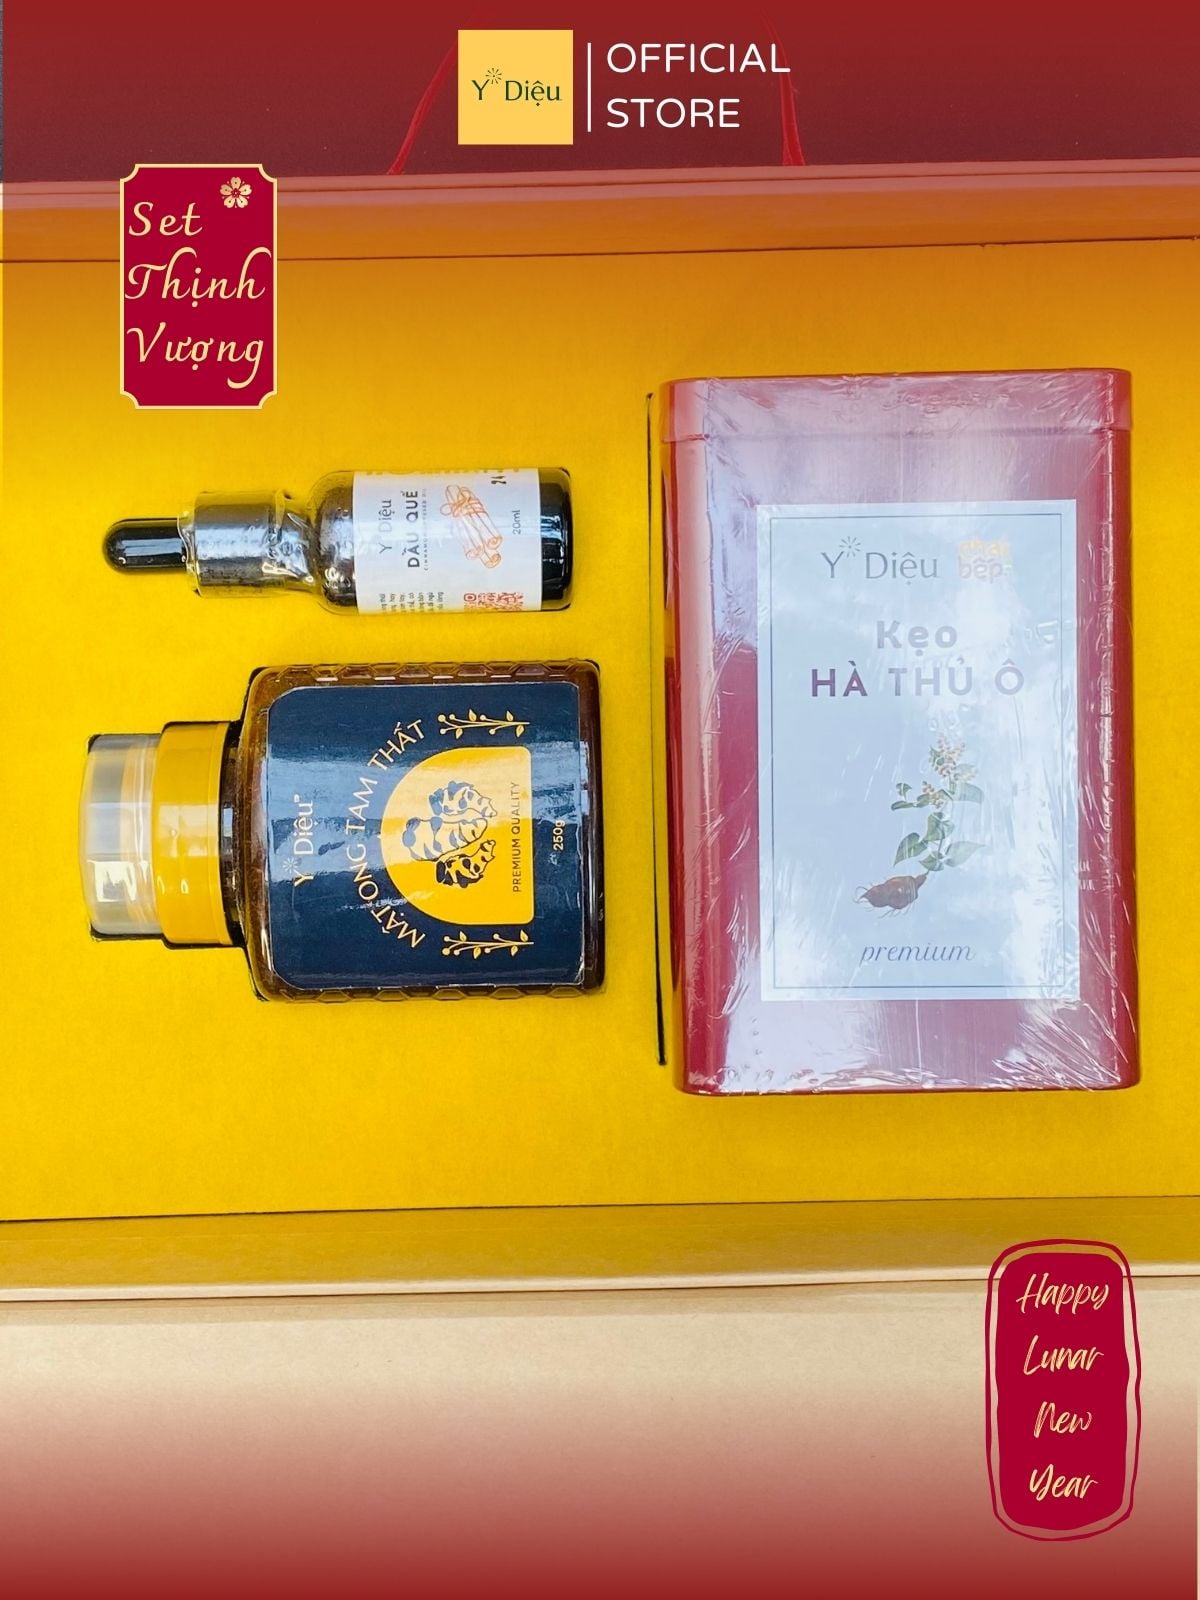 Y Diệu
OFFICIAL
STORE
Set
Thịnh
Vượng
Y Diệu
DẦU QUẾ
20ml
Y Diệu™
MẬT ONG TAM THẤT
PREMIUM QUALITY
250g
Y Diệu
bếp
Kẹo
HÀ THỦ Ô
premium
Happy
Lunar
New
Year